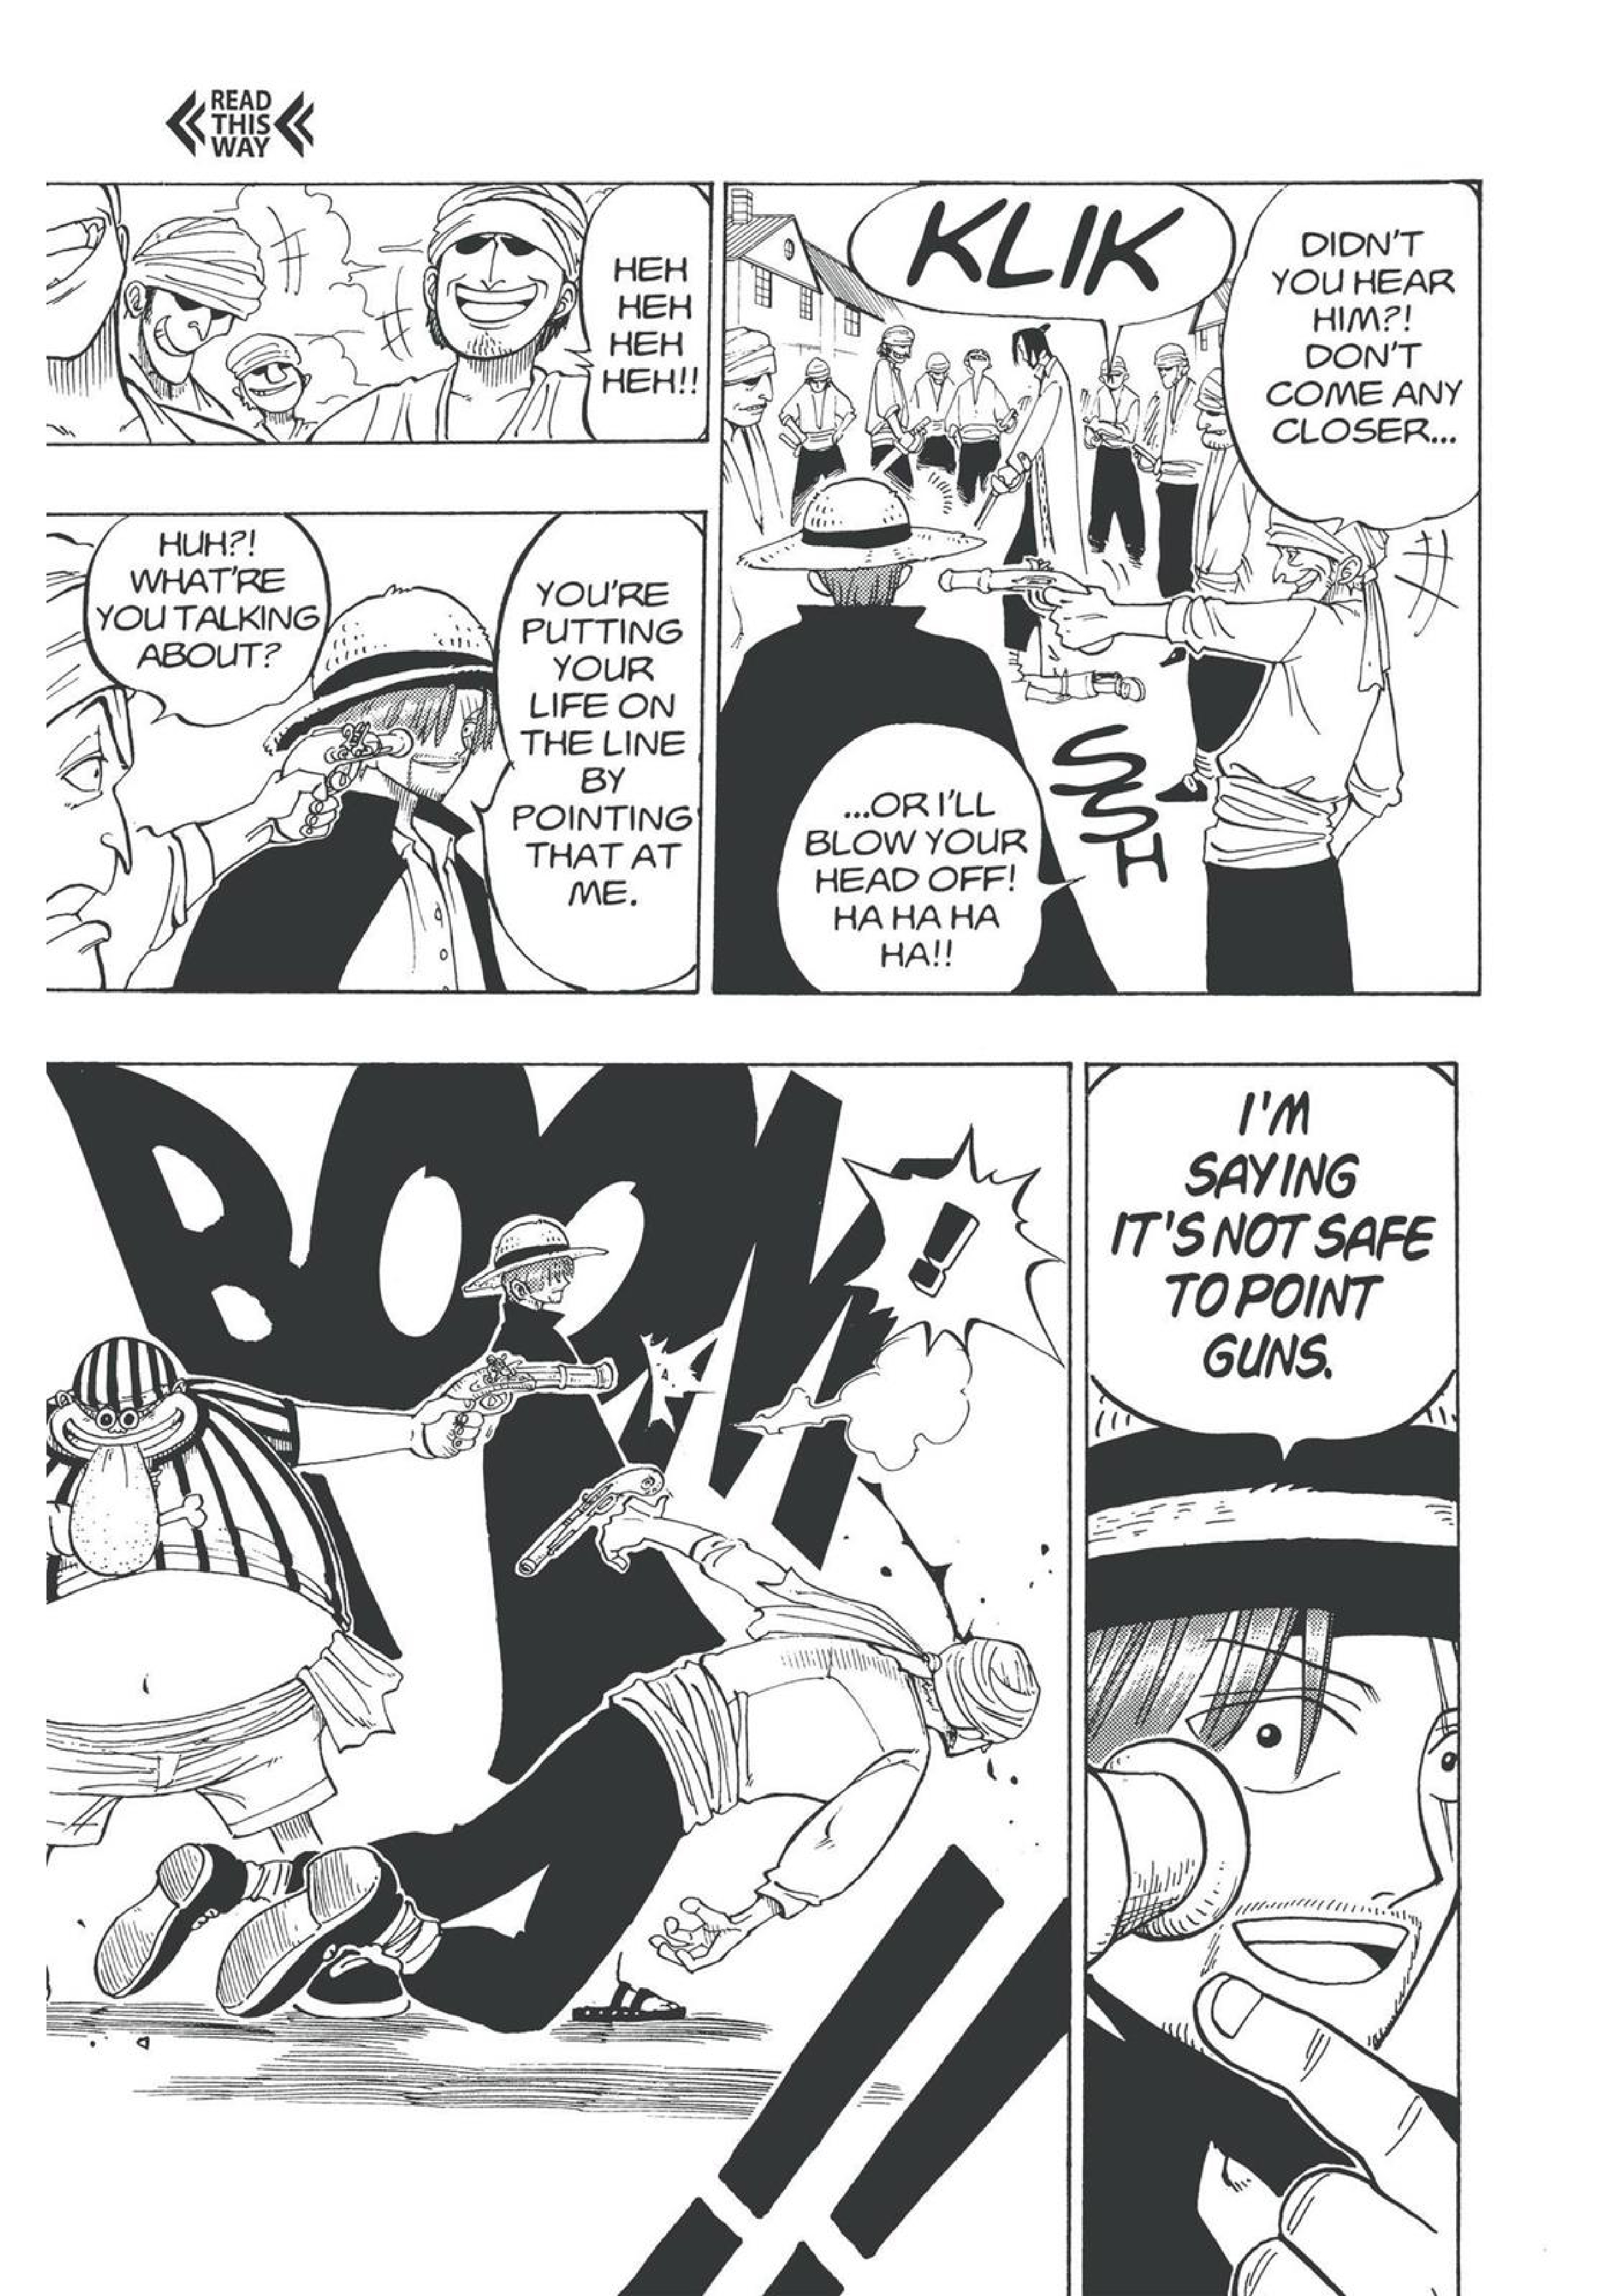 READ
THIS
WAY
DIDN'T
YOU HEAR
HIM?!
DON'T
COME ANY
CLOSER...
KLIK
SSH
...OR I'LL
BLOW YOUR
HEAD OFF!
HA HA HA
HA!!
HEH
HEH
HEH
HEH!!
YOU'RE
PUTTING
YOUR
LIFE ON
THE LINE
BY
POINTING
THAT AT
ME.
HUH?!
WHAT'RE
YOU TALKING
ABOUT?
I'M
SAYING
IT'S NOT SAFE
TO POINT
GUNS.
!
BOOM!!